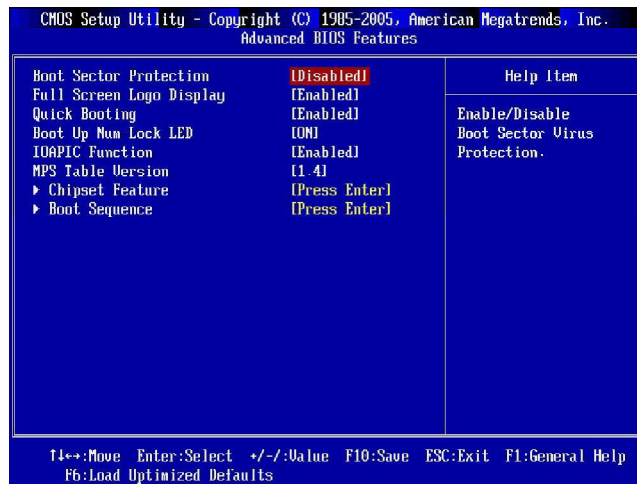 CMOS Setup Utility - Copyright (C) 1985-2005, American Megatrends, Inc.
Advanced BIOS Features
Boot Sector Protection [Disabled]
Full Screen Logo Display [Enabled]
Quick Booting [Enabled]
Boot Up Num Lock LED [ON]
IOAPIC Function [Enabled]
MPS Table Version [1.4]
▶ Chipset Feature [Press Enter]
▶ Boot Sequence [Press Enter]
Help Item
Enable/Disable
Boot Sector Virus
Protection.
↑↓←→:Move Enter:Select +/-/:Value F10:Save ESC:Exit F1:General Help
F6:Load Optimized Defaults